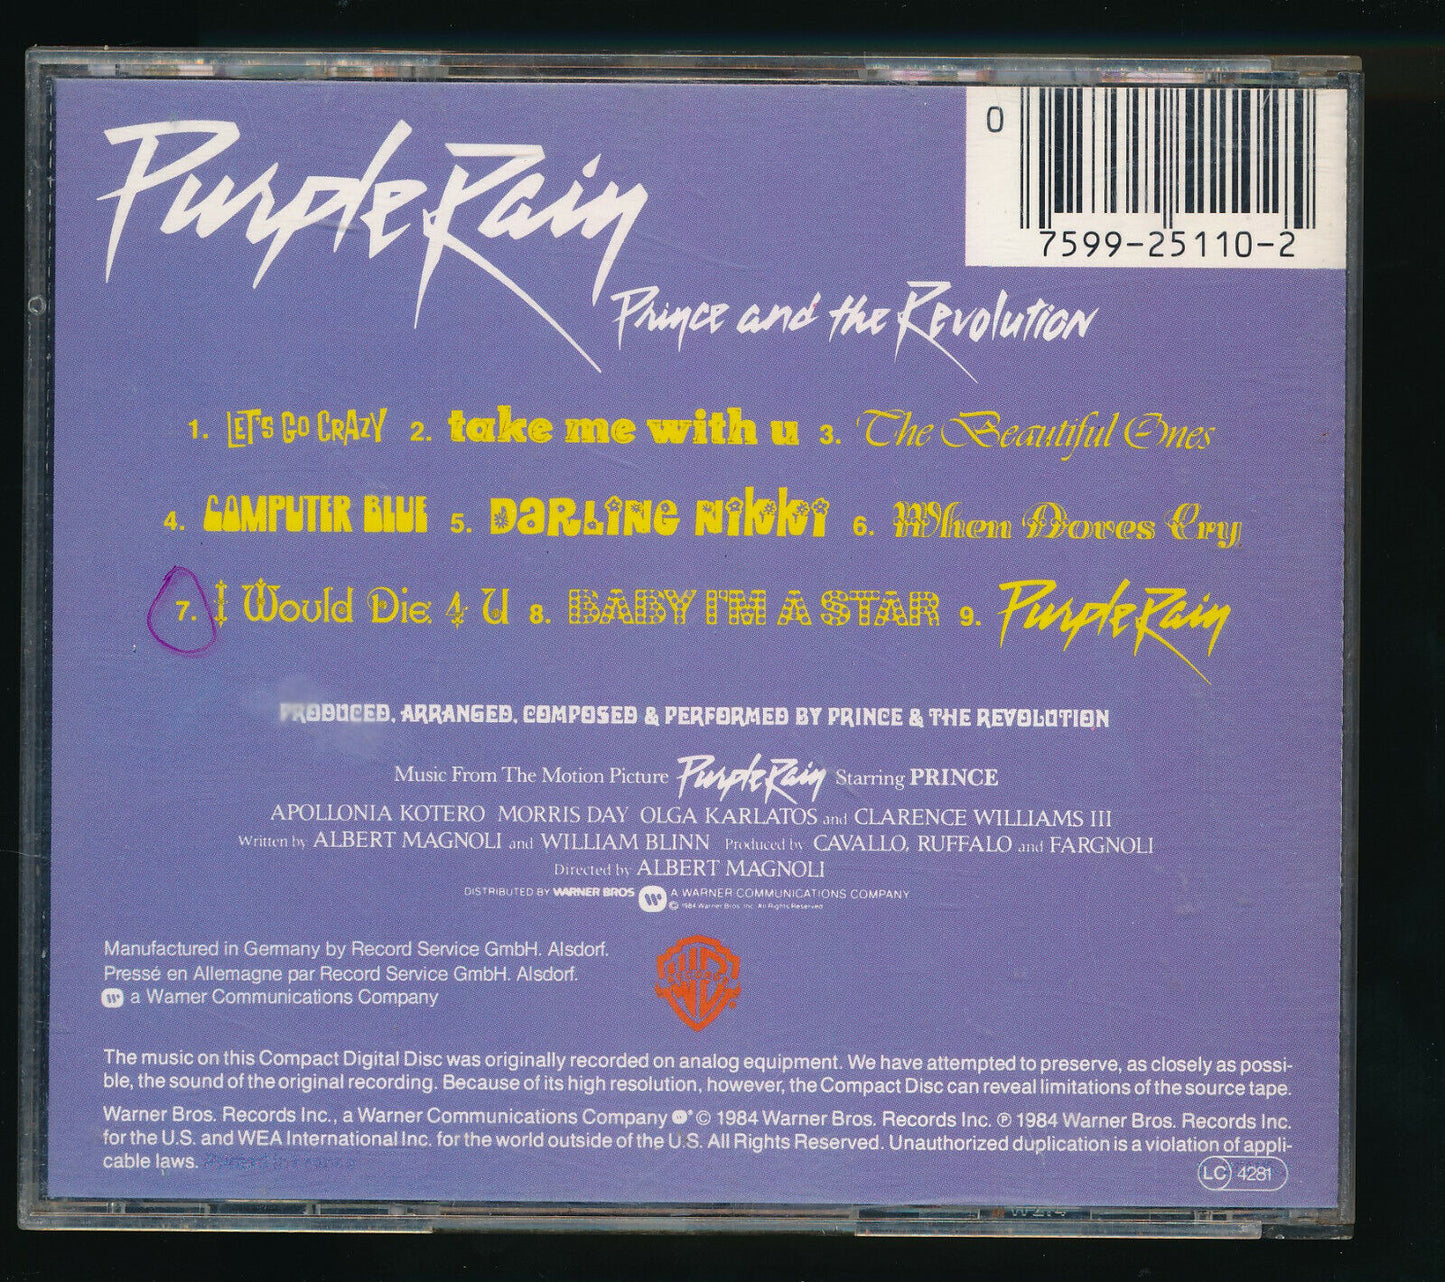 Purple Rain
0
7599-25110-2
Prince and the Revolution
1. LET'S GO CRAZY 2. take me with u 3. The Beautiful Ones
4. COMPUTER BLUE 5. DARLING NIKKI 6. When Doves Cry
7. I Would Die 4 U 8. BABY I'M A STAR 9. Purple Rain
PRODUCED, ARRANGED, COMPOSED & PERFORMED BY PRINCE & THE REVOLUTION
Music From The Motion Picture Purple Rain Starring PRINCE
APOLLONIA KOTERO MORRIS DAY OLGA KARLATOS and CLARENCE WILLIAMS III
Written by ALBERT MAGNOLI and WILLIAM BLINN Produced by CAVALLO, RUFFALO and FARGNOLI
Directed by ALBERT MAGNOLI
DISTRIBUTED BY WARNER BROS A WARNER COMMUNICATIONS COMPANY
© 1984 Warner Bros. Inc. All Rights Reserved
Manufactured in Germany by Record Service GmbH. Alsdorf.
Pressé en Allemagne par Record Service GmbH. Alsdorf.
a Warner Communications Company
The music on this Compact Digital Disc was originally recorded on analog equipment. We have attempted to preserve, as closely as possi-
ble, the sound of the original recording. Because of its high resolution, however, the Compact Disc can reveal limitations of the source tape.
Warner Bros. Records Inc., a Warner Communications Company © 1984 Warner Bros. Records Inc. ℗ 1984 Warner Bros. Records Inc.
for the U.S. and WEA International Inc. for the world outside of the U.S. All Rights Reserved. Unauthorized duplication is a violation of appli-
cable laws.
LC 4281